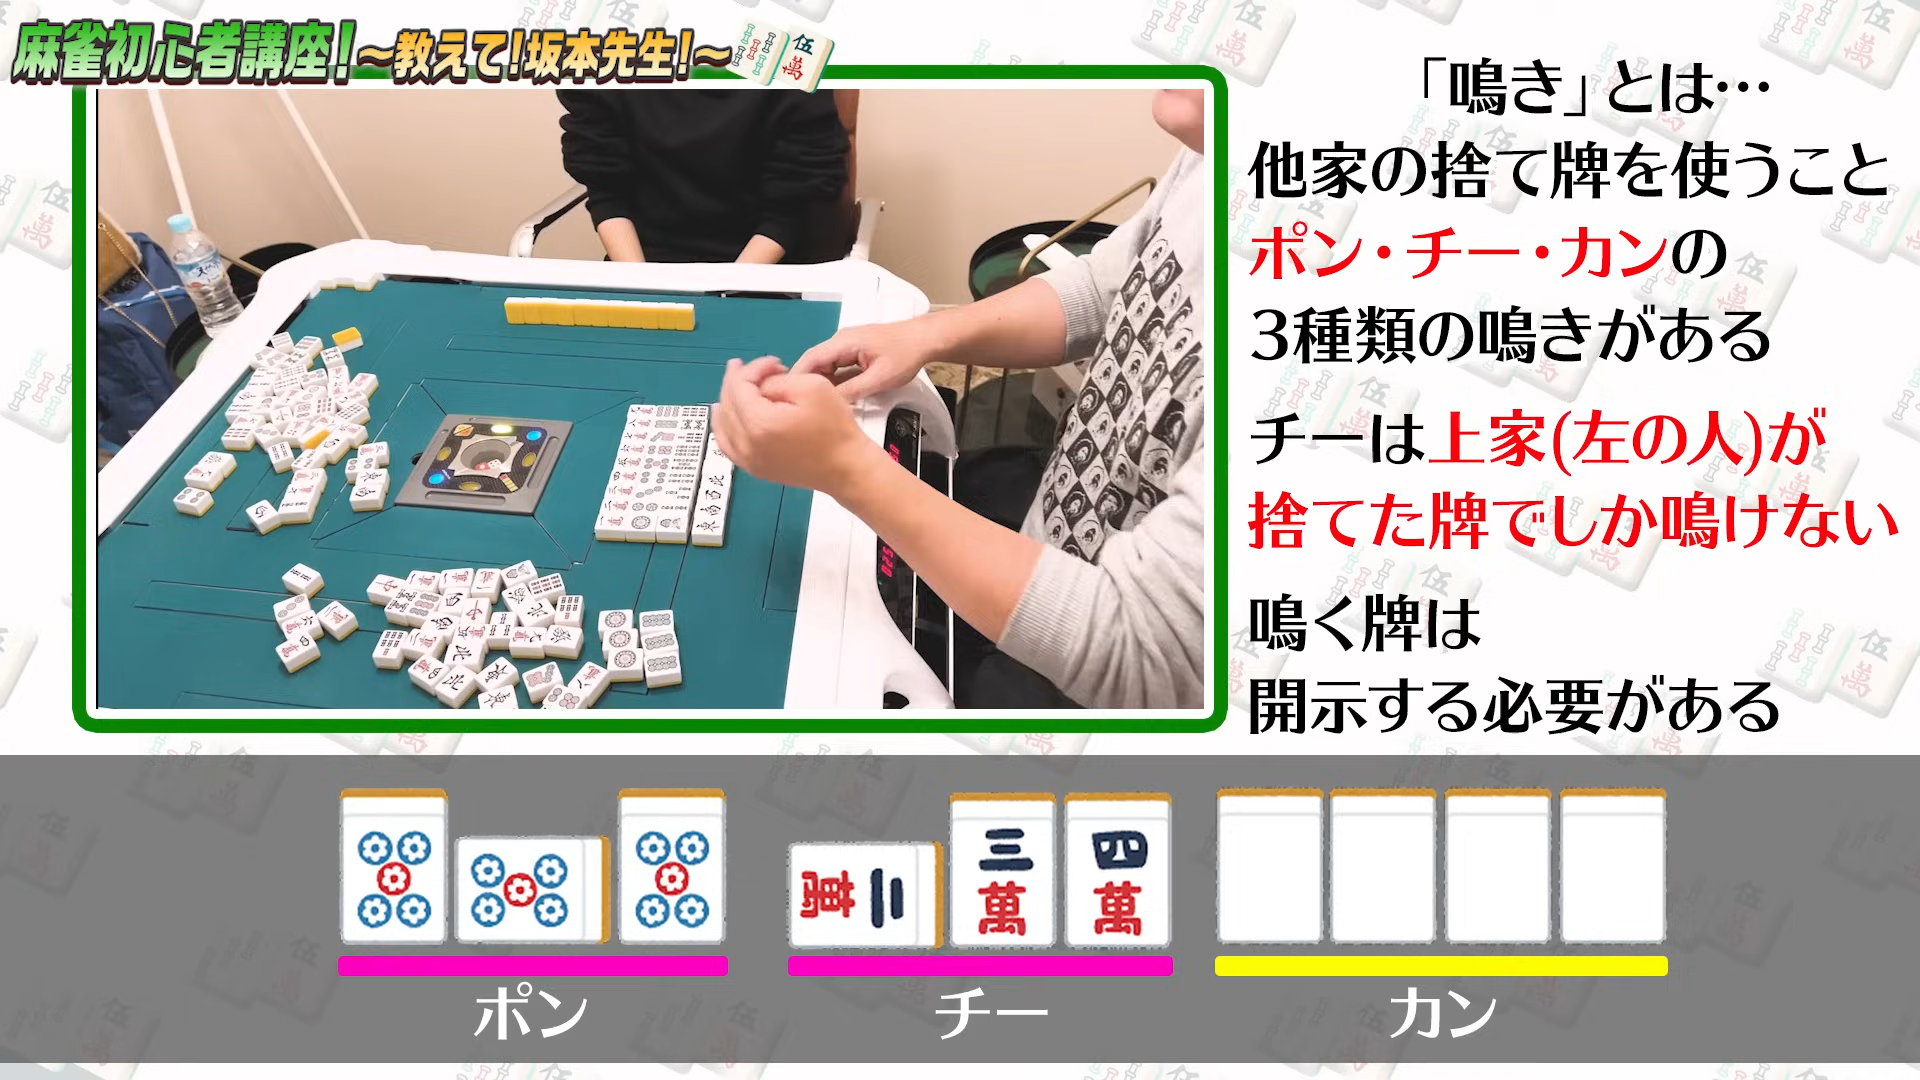 麻雀初心者講座!~教えて!坂本先生!~
「鳴き」とは…
他家の捨て牌を使うこと
ポン・チー・カンの
3種類の鳴きがある
チーは上家(左の人)が
捨てた牌でしか鳴けない
鳴く牌は
開示する必要がある
二萬 三萬 四萬
ポン
チー
カン